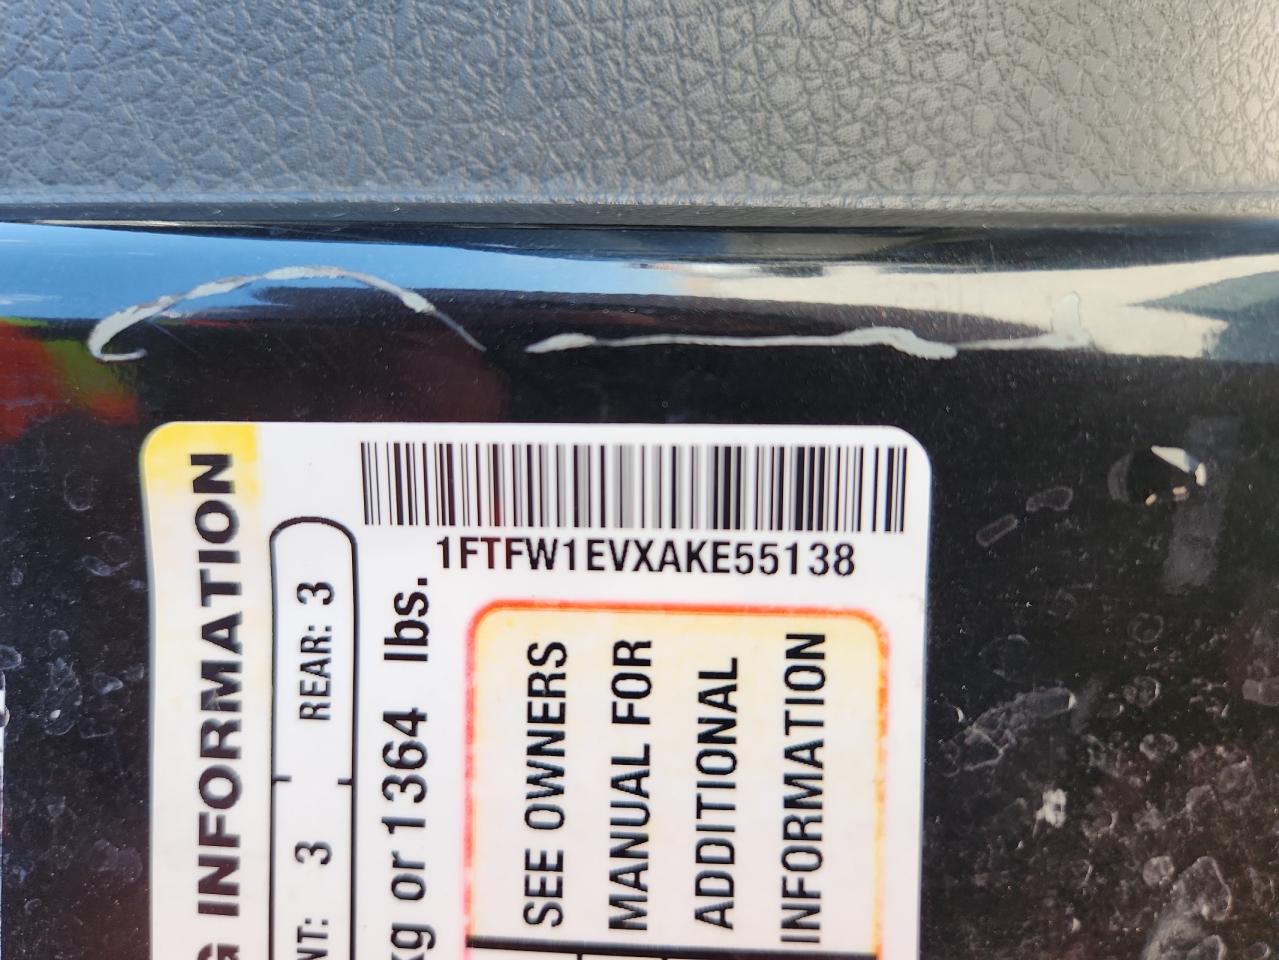 1FTFW1EVXAKE55138
G INFORMATION
NT: 3 REAR: 3
kg or 1364 lbs.
SEE OWNERS
MANUAL FOR
ADDITIONAL
INFORMATION